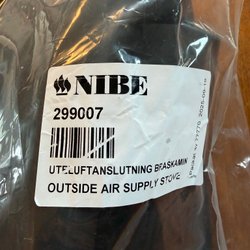 NIBE
299007
UTELUFTANSLUTNING BRASKAMIN
OUTSIDE AIR SUPPLY STOVE